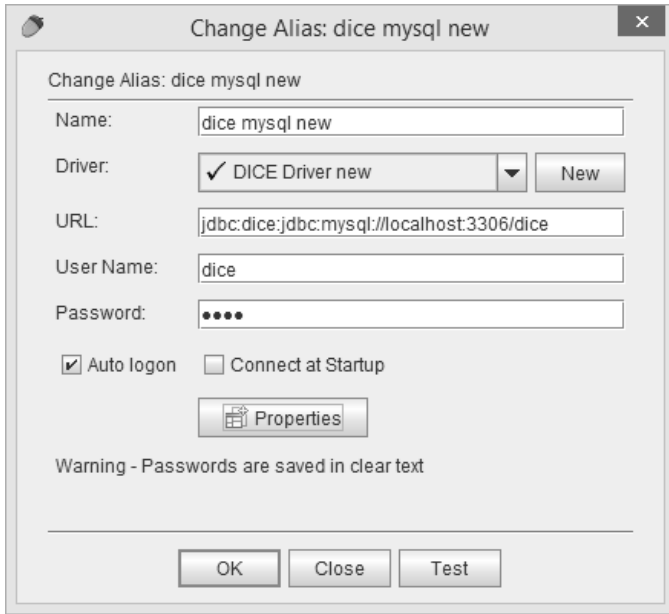 Change Alias: dice mysql new
Change Alias: dice mysql new
Name: dice mysql new
Driver: DICE Driver new New
URL: jdbc:dice:jdbc:mysql://localhost:3306/dice
User Name: dice
Password: ••••
Auto logon Connect at Startup
Properties
Warning - Passwords are saved in clear text
OK Close Test